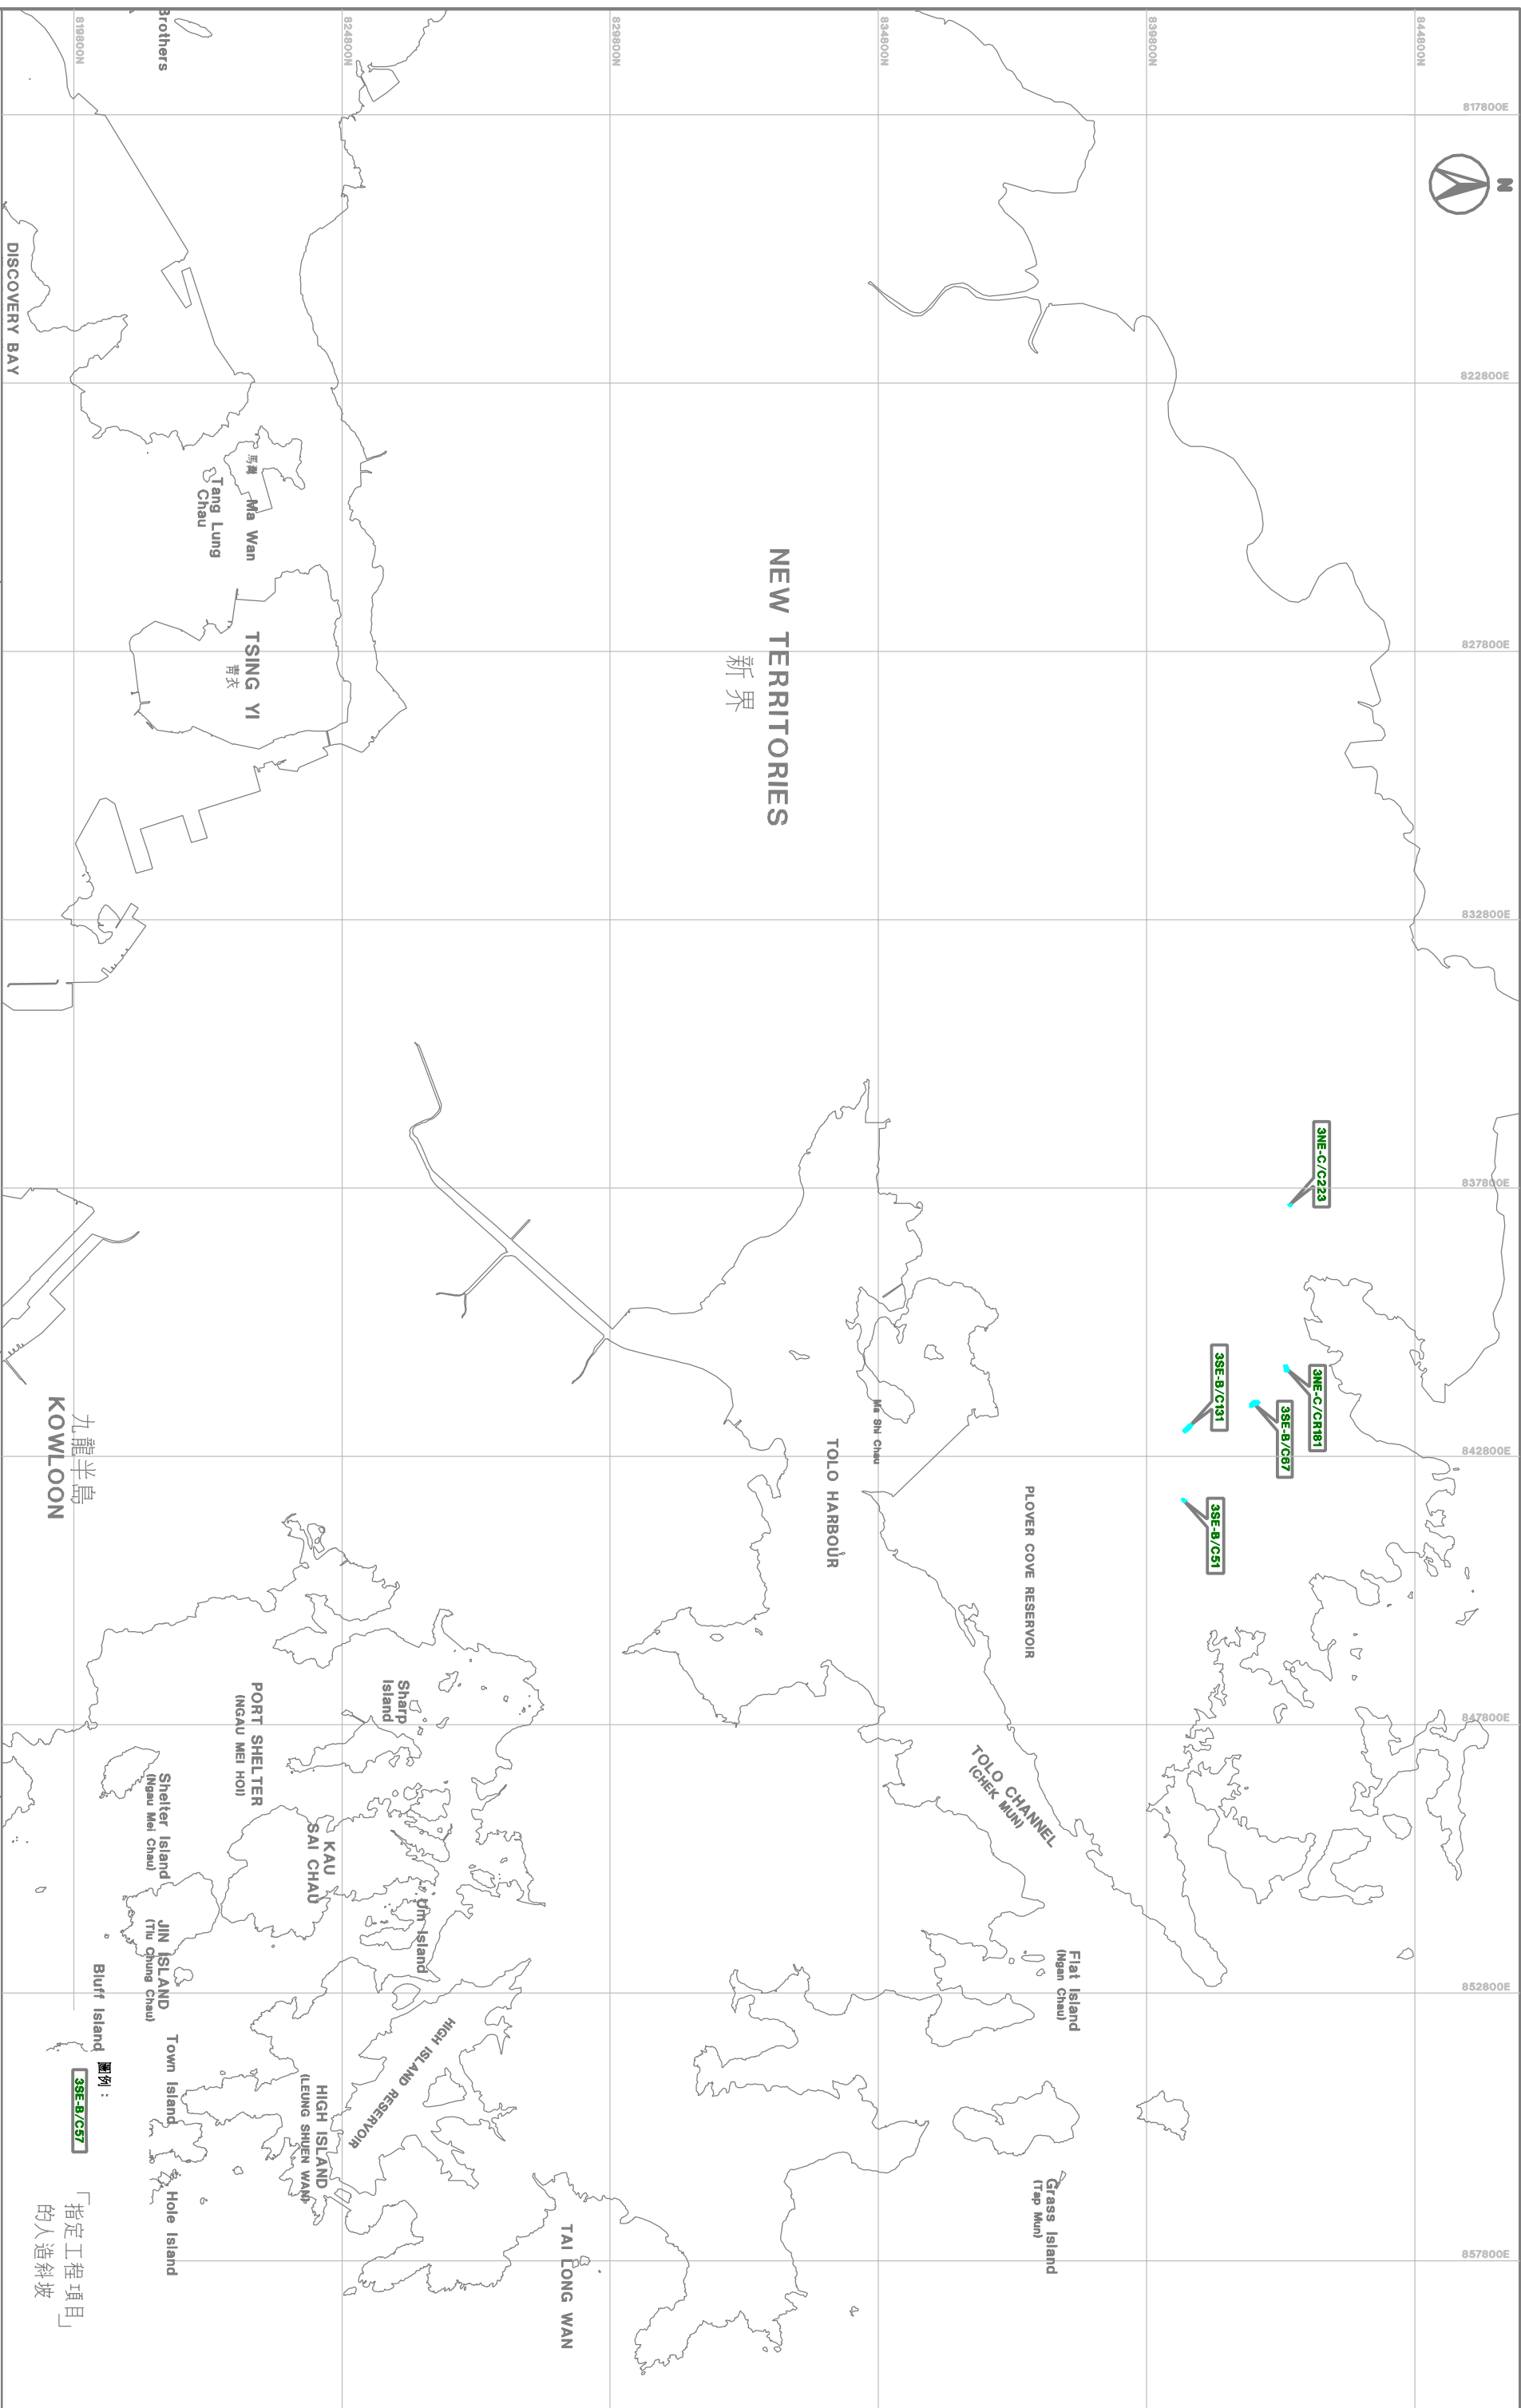 N
817800E
822800E
827800E
832800E
837800E
842800E
847800E
852800E
857800E
844800N
839800N
834800N
829800N
824800N
819800N
3NE-C/C223
3NE-C/CR181
3SE-B/C67
3SE-B/C131
3SE-B/C51
NEW TERRITORIES
新界
PLOVER COVE RESERVOIR
Ma Shi Chau
TOLO HARBOUR
TOLO CHANNEL
(CHEK MUN)
Flat Island
(Ngan Chau)
Grass Island
(Tap Mun)
TAI LONG WAN
Brothers
DISCOVERY BAY
馬灣
Ma Wan
Tang Lung
Chau
TSING YI
青衣
九龍半島
KOWLOON
Sharp
Island
PORT SHELTER
(NGAU MEI HOI)
KAU
SAI CHAU
Urn Island
HIGH ISLAND RESERVOIR
HIGH ISLAND
(LEUNG SHUEN WAN)
Shelter Island
(Ngau Mei Chau)
JIN ISLAND
(Tiu Chung Chau)
Town Island
Hole Island
Bluff Island
圖例：
3SE-B/C57
「指定工程項目」
的人造斜坡